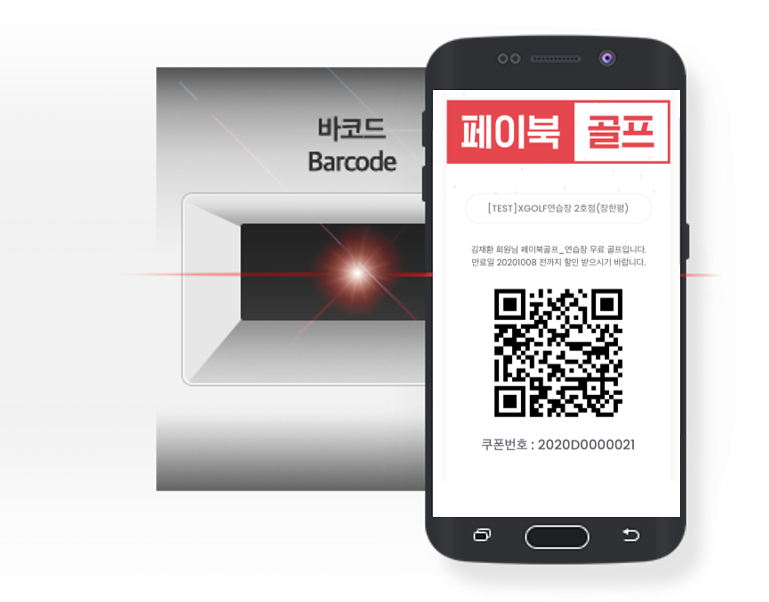 바코드
Barcode
페이북 골프
[TEST]XGOLF연습장 2호점(장한평)
김재환 회원님 페이북골프_연습장 무료 골프입니다.
만료일 20201008 전까지 할인 받으시기 바랍니다.
쿠폰번호 : 2020D0000021